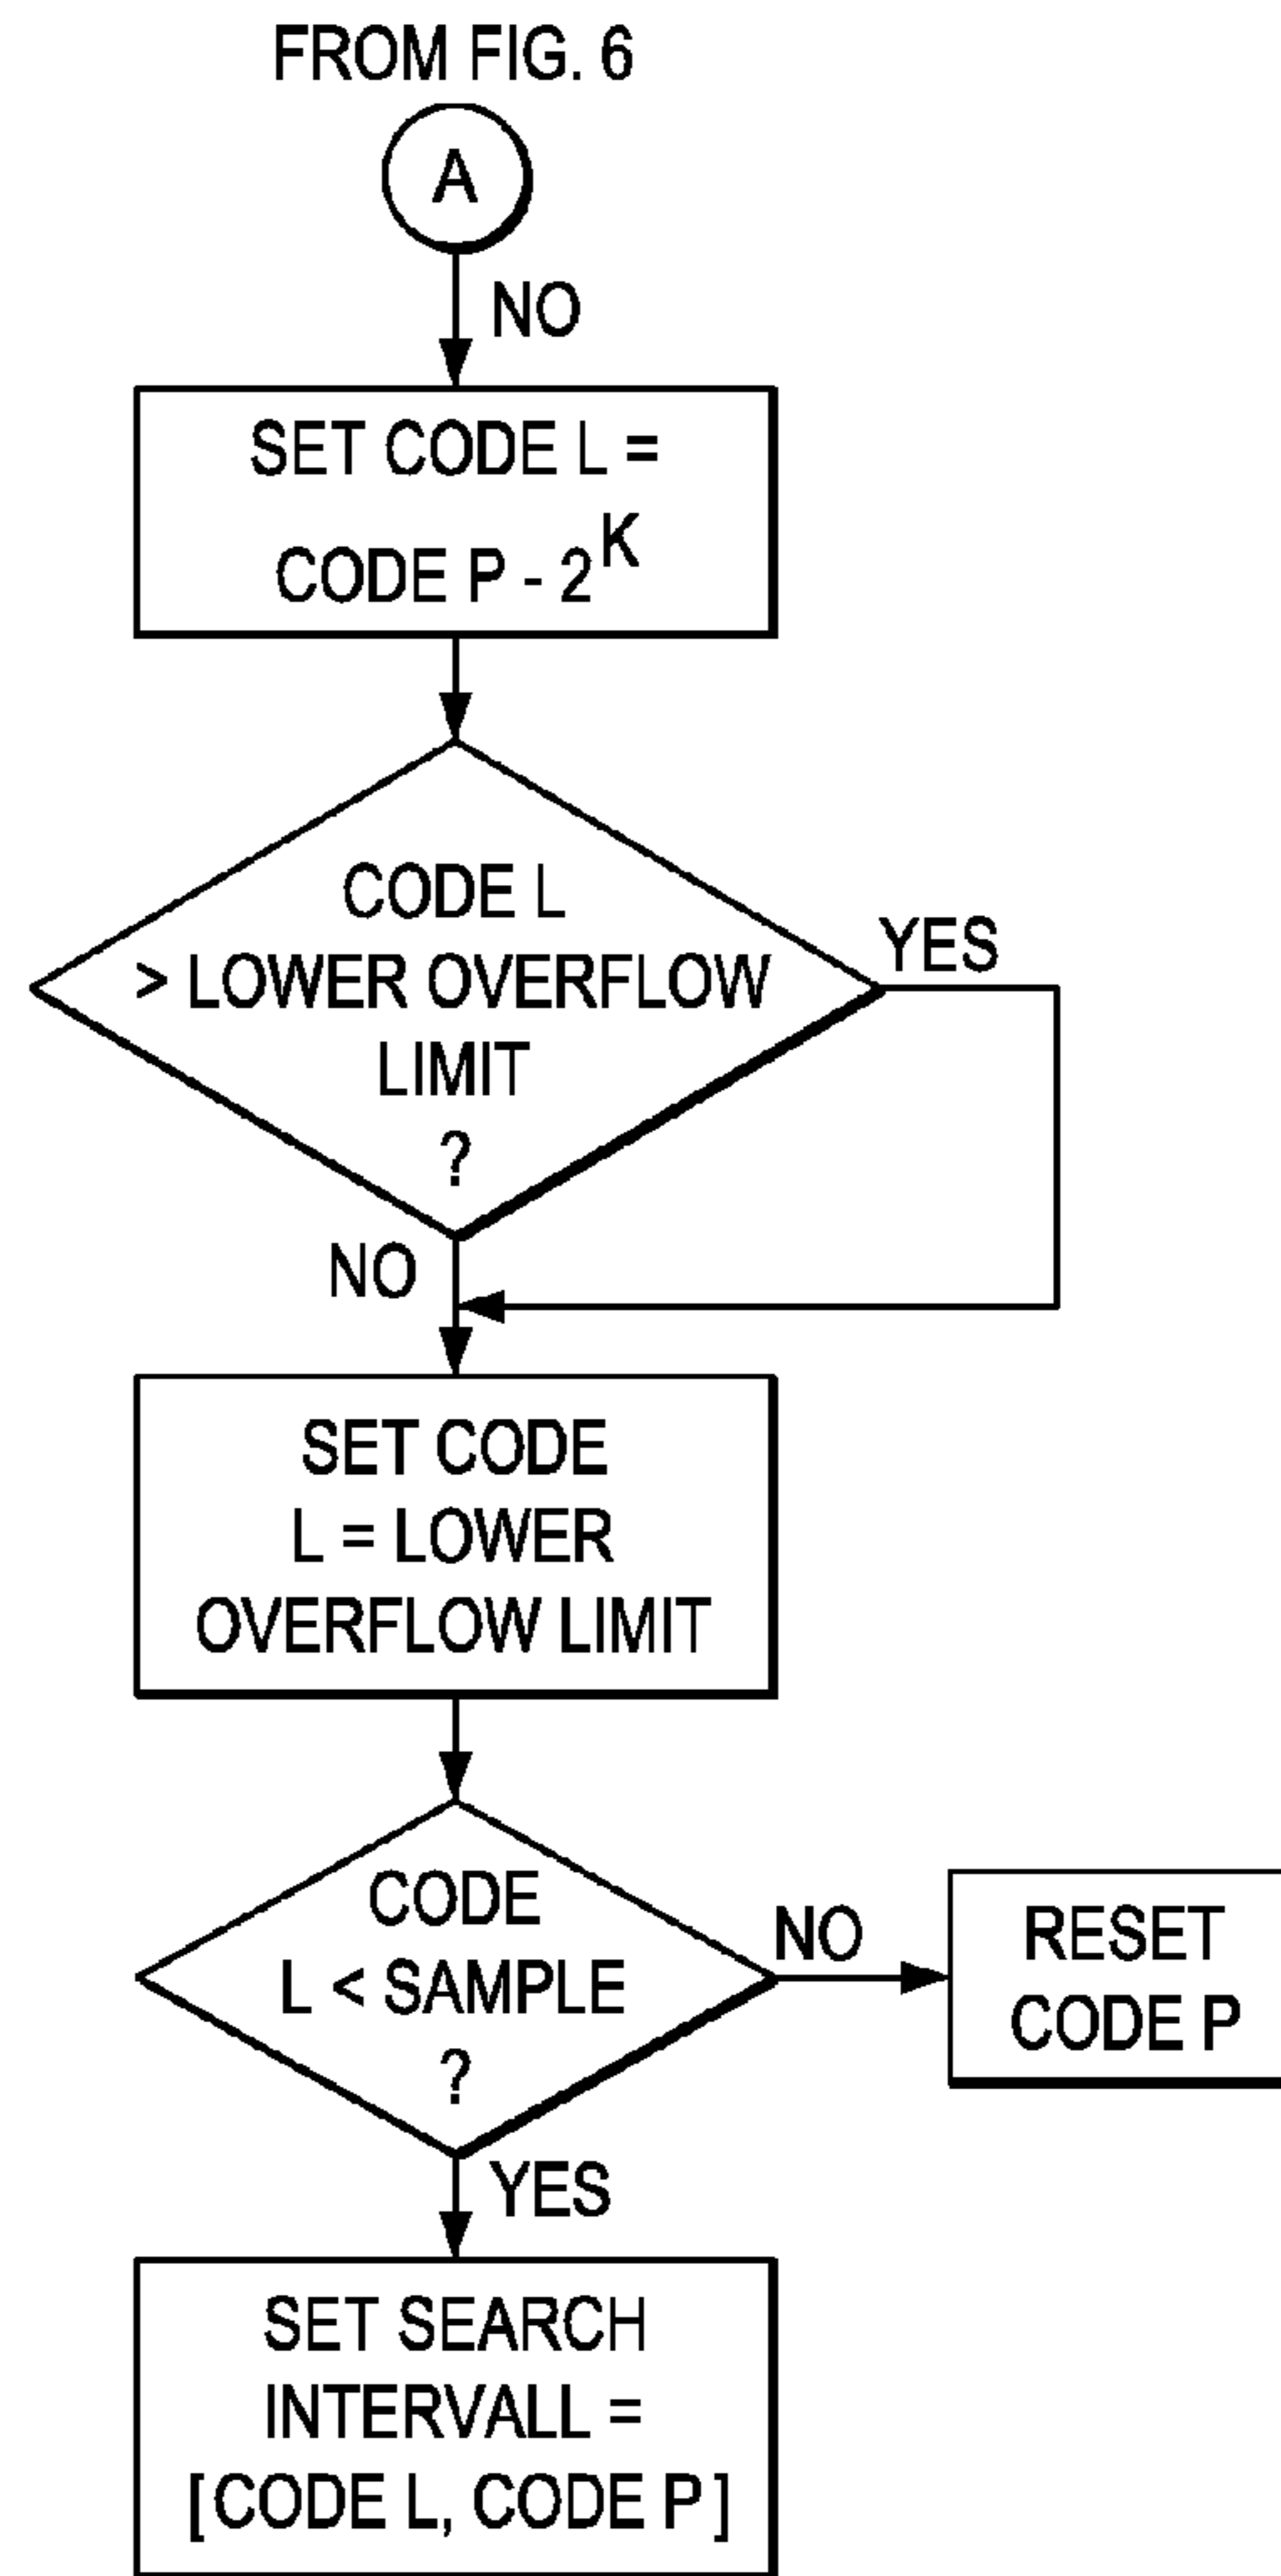 FROM FIG. 6
A
NO
SET CODE L =
CODE P - 2^K
CODE L
> LOWER OVERFLOW
LIMIT
?
YES
NO
SET CODE
L = LOWER
OVERFLOW LIMIT
CODE
L < SAMPLE
?
NO
RESET
CODE P
YES
SET SEARCH
INTERVALL =
[CODE L, CODE P]